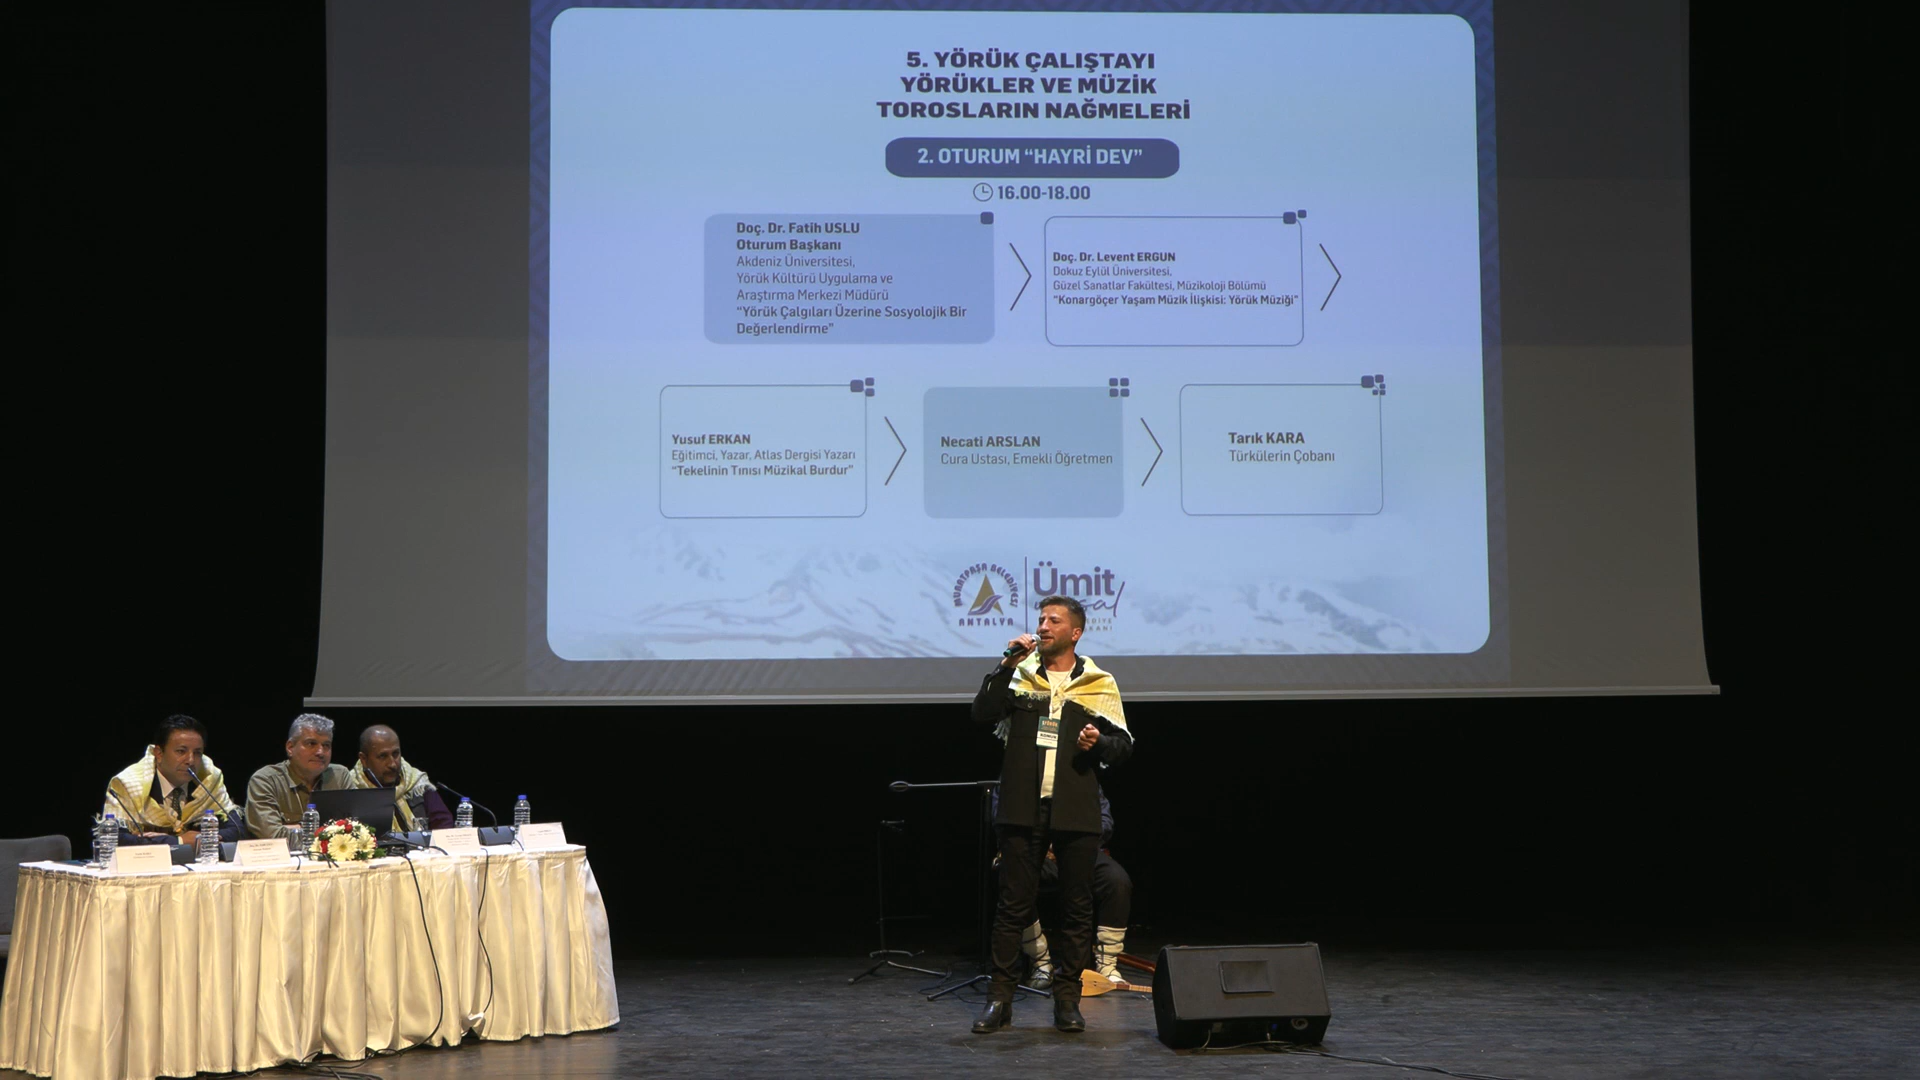 5. YÖRÜK ÇALIŞTAYI
YÖRÜKLER VE MÜZİK
TOROSLARIN NAĞMELERİ
2. OTURUM “HAYRİ DEV”
16.00-18.00
Doç. Dr. Fatih USLU
Oturum Başkanı
Akdeniz Üniversitesi,
Yörük Kültürü Uygulama ve
Araştırma Merkezi Müdürü
“Yörük Çalgıları Üzerine Sosyolojik Bir
Değerlendirme”
Doç. Dr. Levent ERGUN
Dokuz Eylül Üniversitesi,
Güzel Sanatlar Fakültesi, Müzikoloji Bölümü
“Konargöçer Yaşam Müzik İlişkisi: Yörük Müziği”
Yusuf ERKAN
Eğitimci, Yazar, Atlas Dergisi Yazarı
“Tekelinin Tınısı Müzikal Burdur”
Necati ARSLAN
Cura Ustası, Emekli Öğretmen
Tarık KARA
Türkülerin Çobanı
MURATPAŞA BELEDİYESİ
ANTALYA
Ümit
KONUK